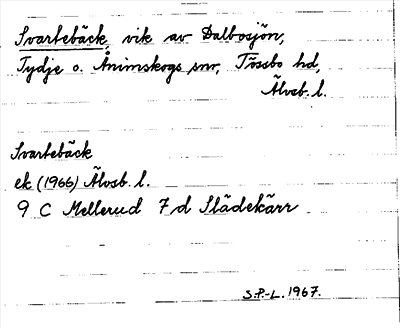 Svartebäck, vik av Dalbosjön,
Tydje o. Ånimskogs snr, Tössbo hd,
Älvsb. l.
Svartebäck
ek (1966) Älvsb. l.
9 C Mellerud 7 d Slädekärr
S.P.-L. 1967.